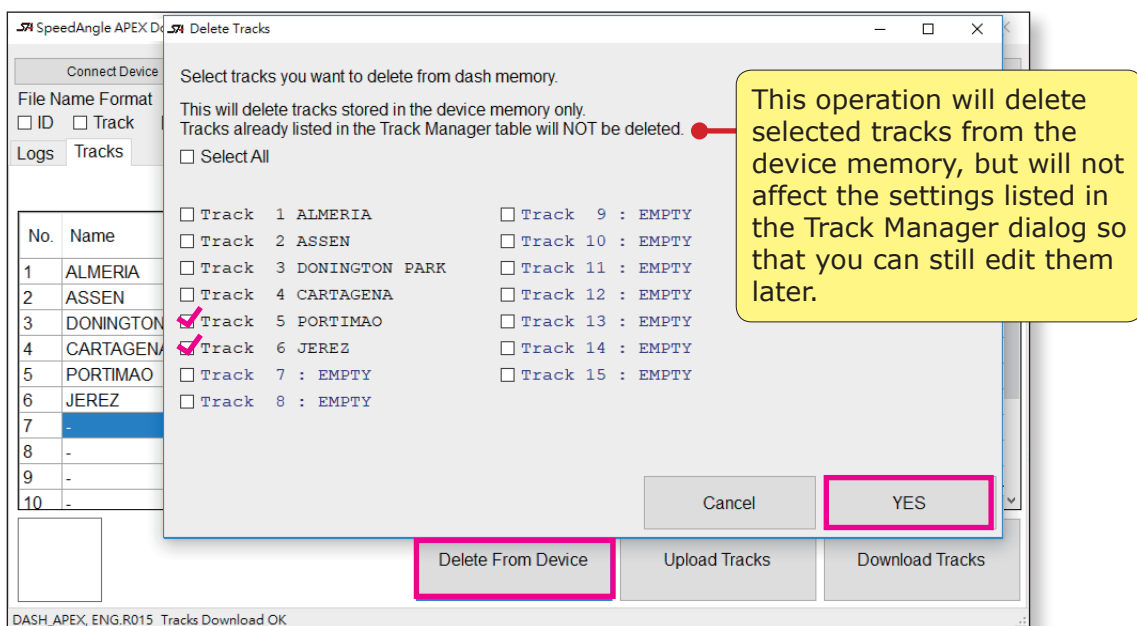 SpeedAngle APEX Do
Delete Tracks
Connect Device
File Name Format
ID Track
Logs Tracks
Select tracks you want to delete from dash memory.
This will delete tracks stored in the device memory only.
Tracks already listed in the Track Manager table will NOT be deleted.
Select All
Track 1 ALMERIA
Track 2 ASSEN
Track 3 DONINGTON PARK
Track 4 CARTAGENA
Track 5 PORTIMAO
Track 6 JEREZ
Track 7 : EMPTY
Track 8 : EMPTY
Track 9 : EMPTY
Track 10 : EMPTY
Track 11 : EMPTY
Track 12 : EMPTY
Track 13 : EMPTY
Track 14 : EMPTY
Track 15 : EMPTY
This operation will delete
selected tracks from the
device memory, but will not
affect the settings listed in
the Track Manager dialog so
that you can still edit them
later.
No. Name
1 ALMERIA
2 ASSEN
3 DONINGTON
4 CARTAGENA
5 PORTIMAO
6 JEREZ
7 -
8 -
9 -
10 -
Cancel
YES
Delete From Device
Upload Tracks
Download Tracks
DASH_APEX, ENG.R015 Tracks Download OK